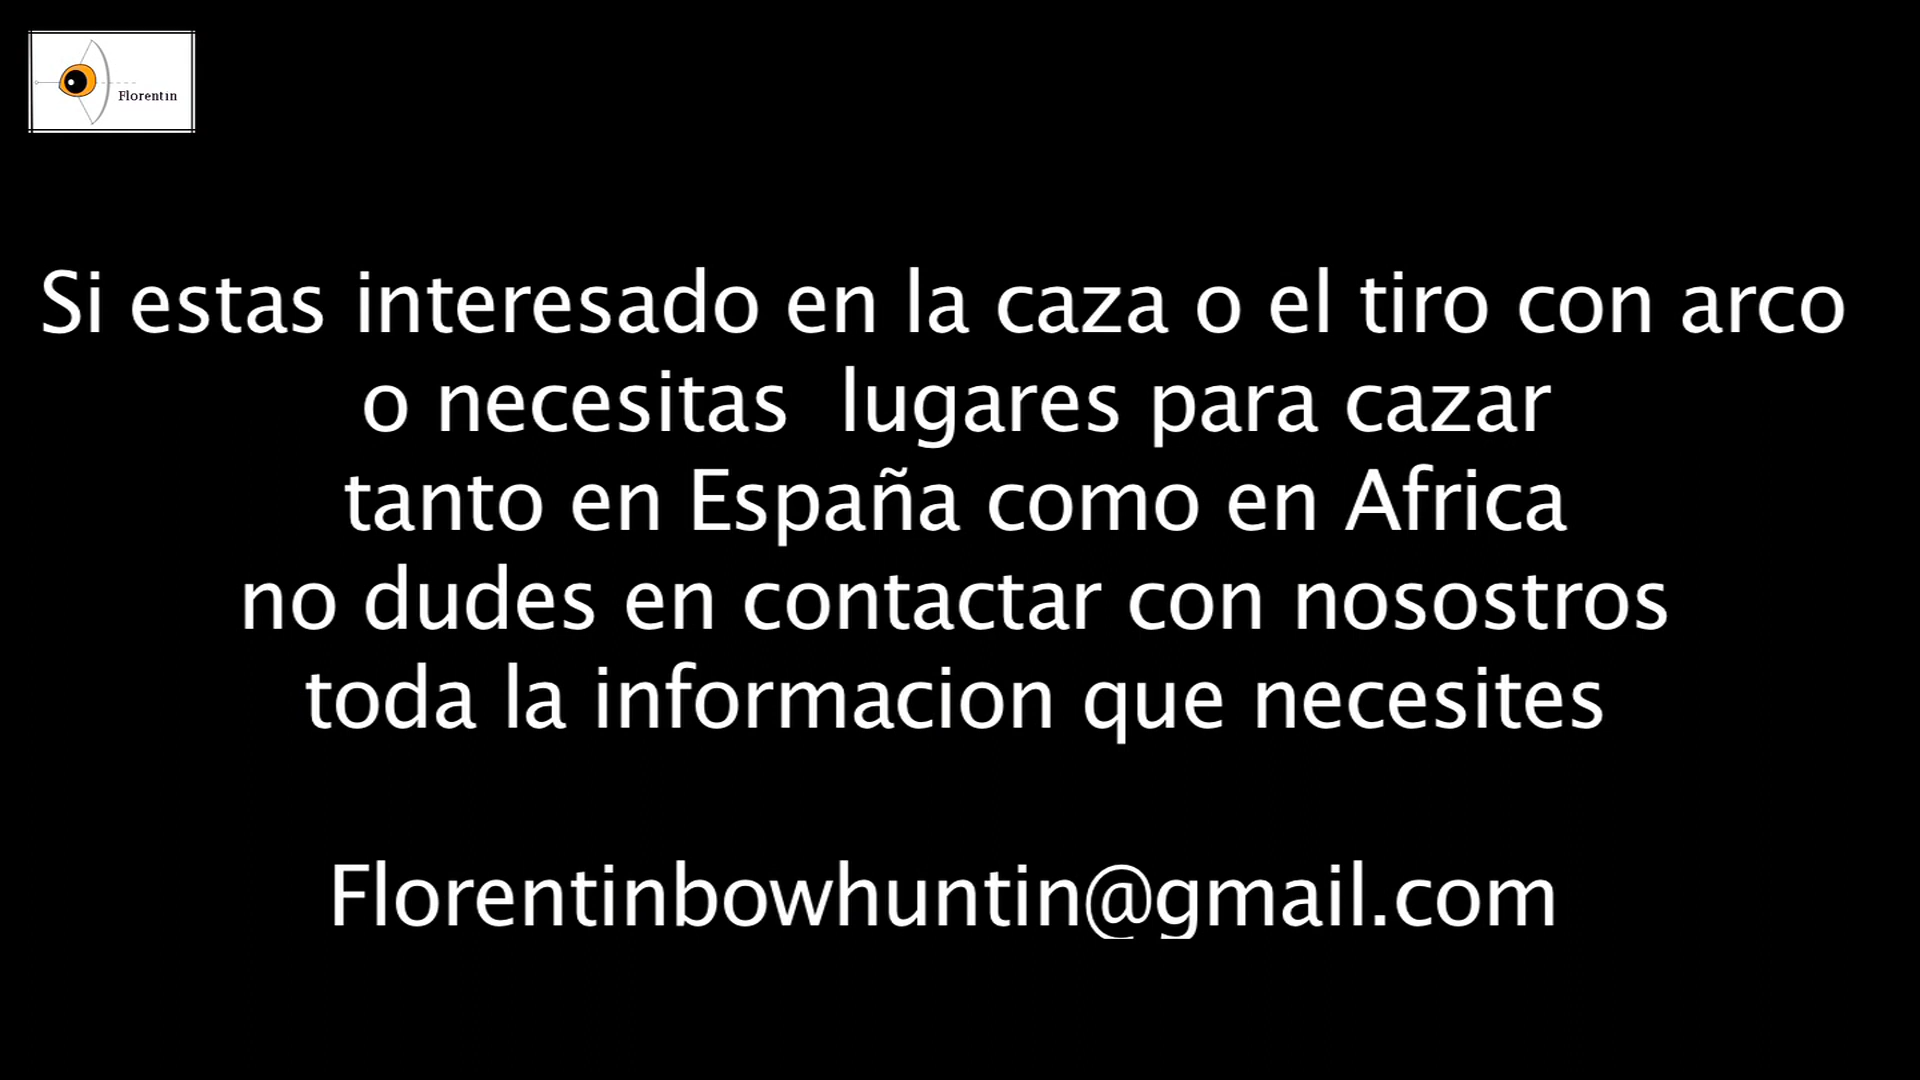 Florentin
Si estas interesado en la caza o el tiro con arco
o necesitas lugares para cazar
tanto en España como en Africa
no dudes en contactar con nosostros
toda la informacion que necesites
Florentinbowhuntin@gmail.com